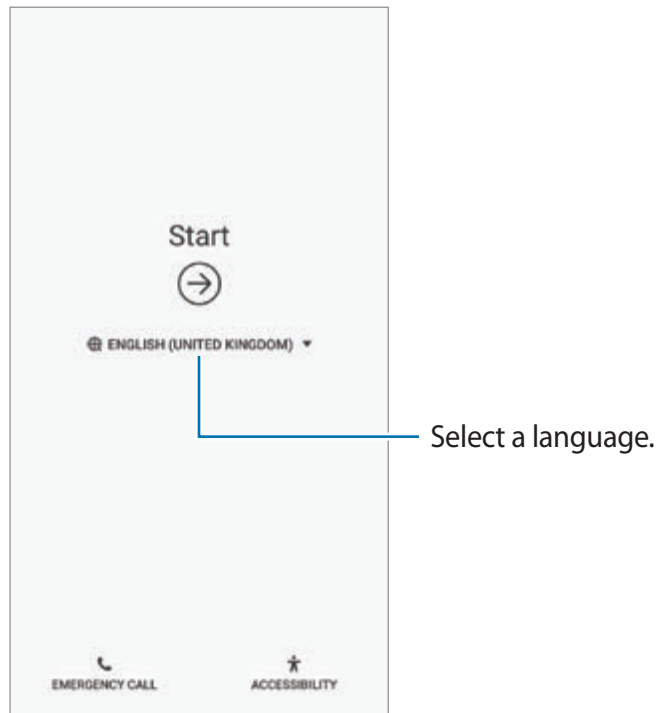 Start
ENGLISH (UNITED KINGDOM)
Select a language.
EMERGENCY CALL
ACCESSIBILITY